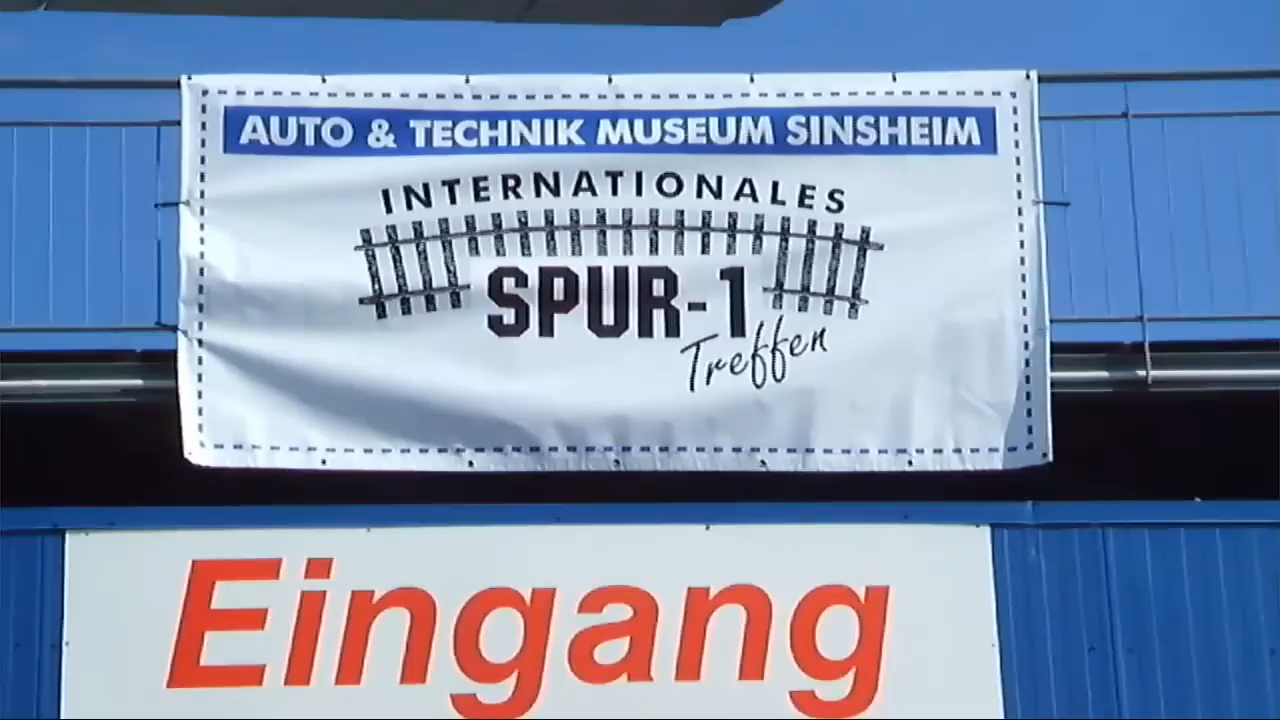 AUTO & TECHNIK MUSEUM SINSHEIM
INTERNATIONALES
SPUR-1
Treffen
Eingang